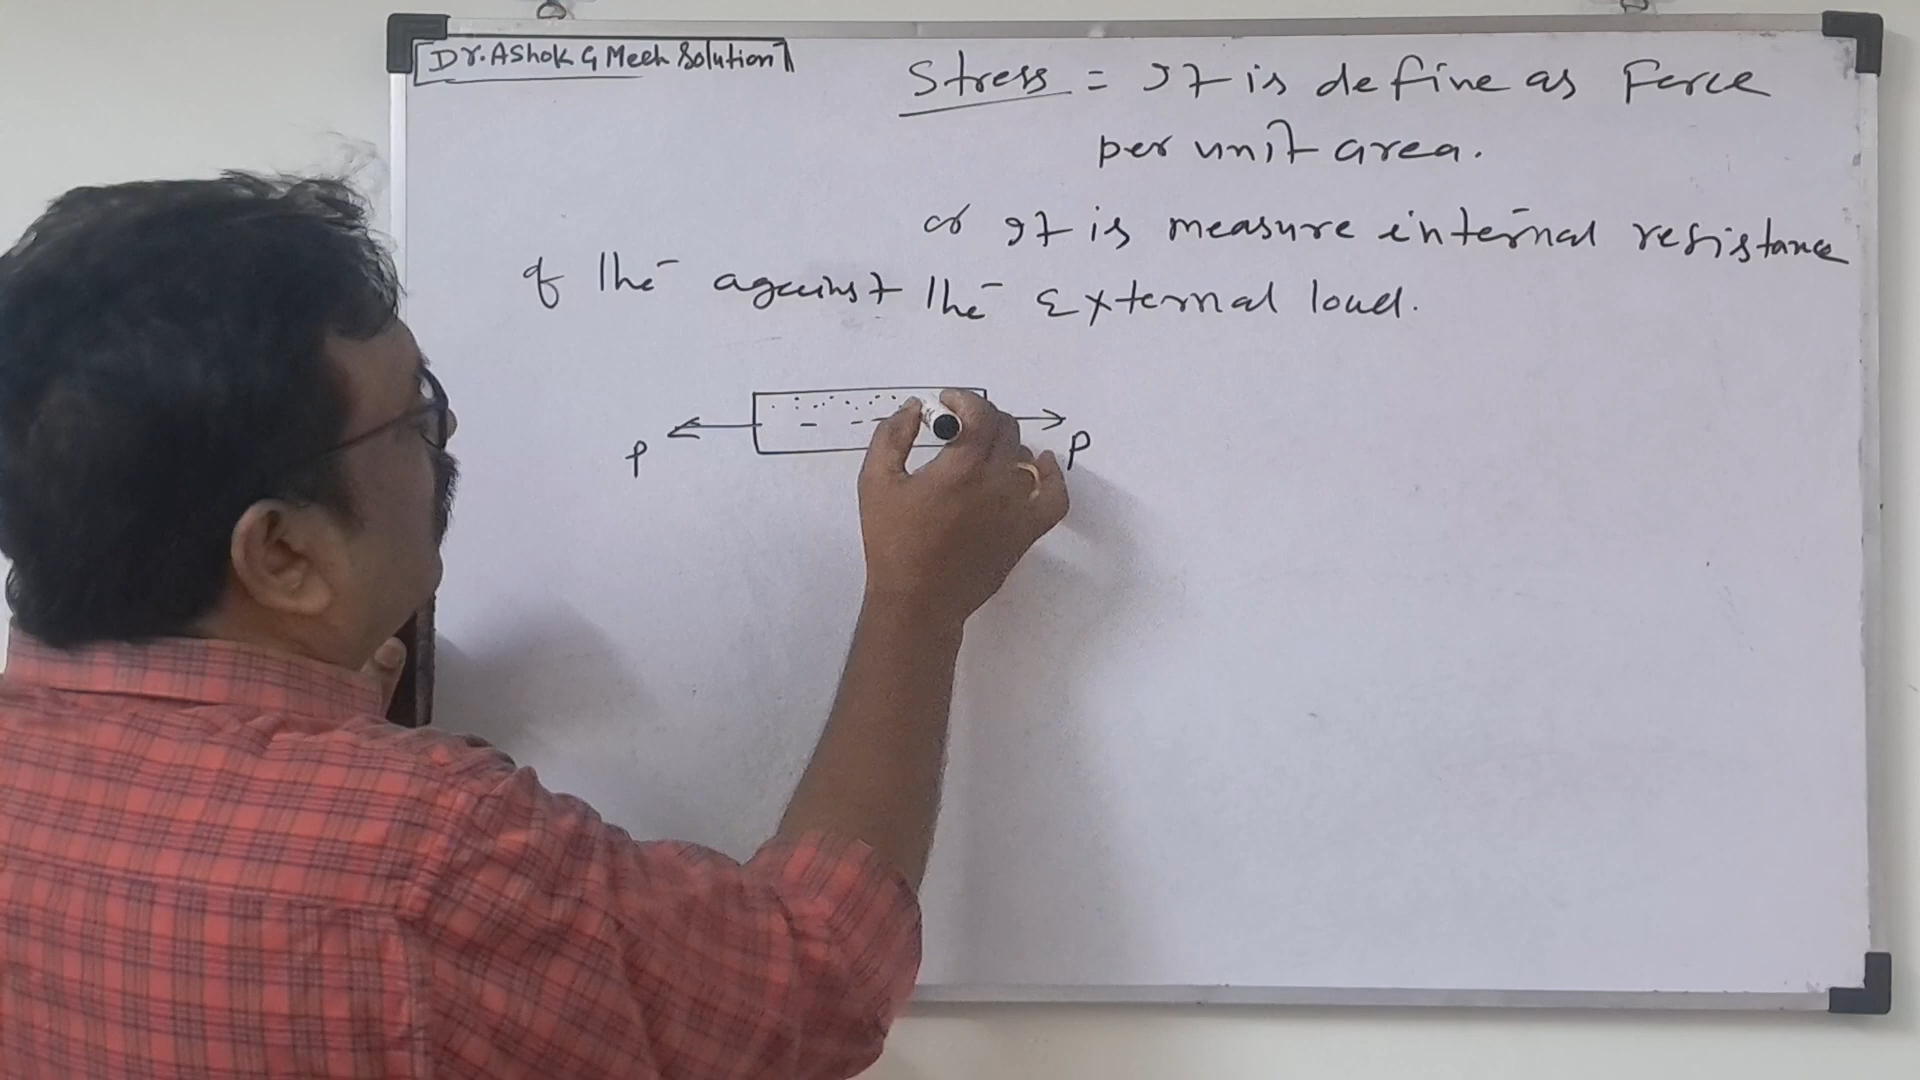 Dr. Ashok G Mech Solution
Stress = It is define as Force
per unit area.
or It is measure internal resistance
of the against the External load.
P
P